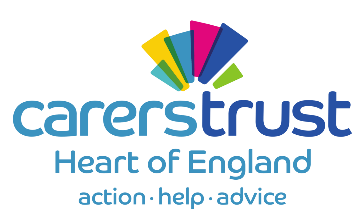 carerstrust
Heart of England
action · help · advice